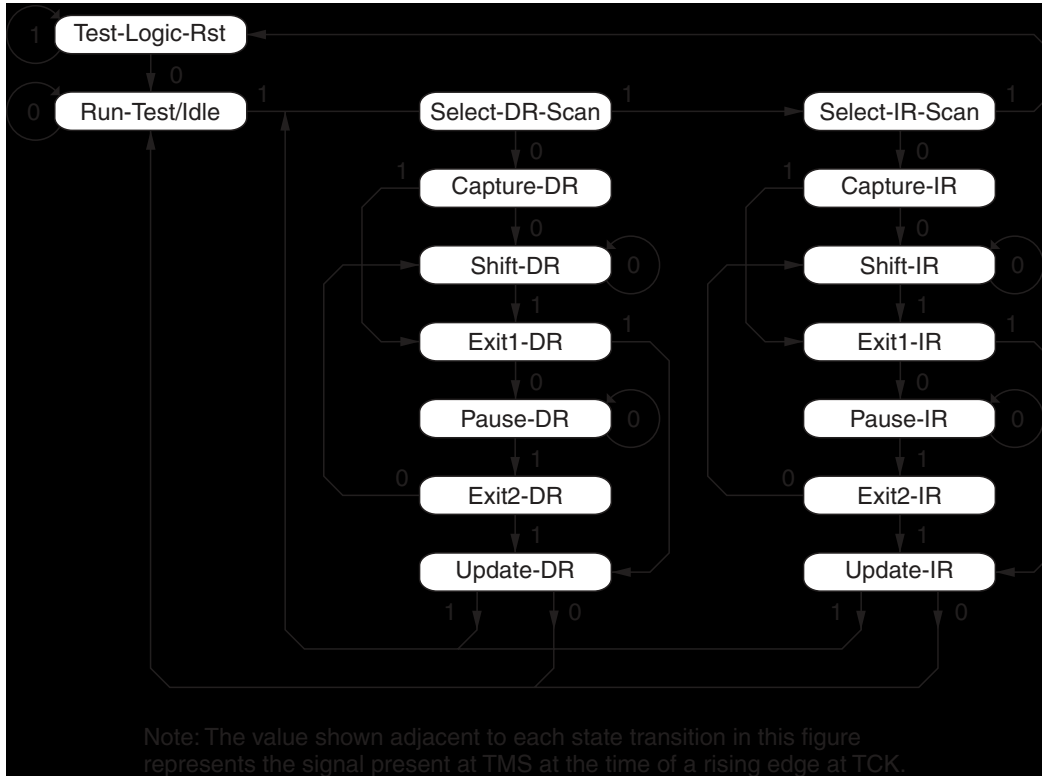 1
Test-Logic-Rst
0
0
Run-Test/Idle
1
Select-DR-Scan
1
Select-IR-Scan
1
0
0
1
Capture-DR
1
Capture-IR
0
0
Shift-DR
0
Shift-IR
0
1
1
Exit1-DR
1
Exit1-IR
1
0
0
Pause-DR
0
Pause-IR
0
1
1
0
Exit2-DR
0
Exit2-IR
1
1
Update-DR
Update-IR
1
0
1
0
Note: The value shown adjacent to each state transition in this figure
represents the signal present at TMS at the time of a rising edge at TCK.